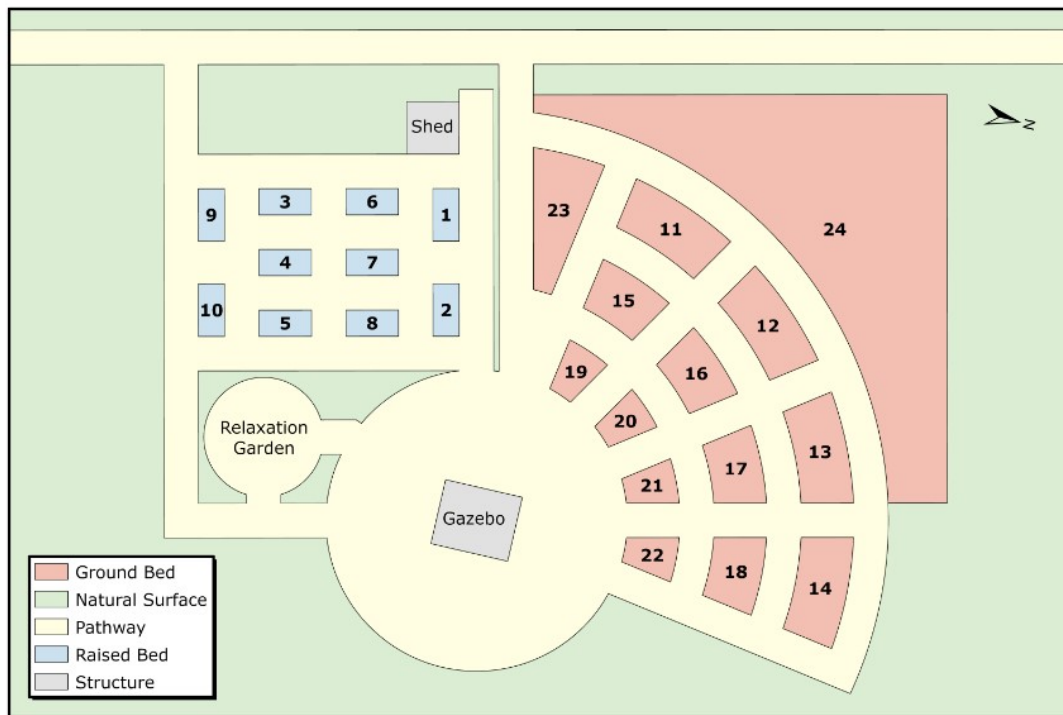 N
Shed
3
6
9
1
23
11
24
4
7
15
10
2
5
8
12
19
16
20
Relaxation
Garden
17
13
21
Gazebo
22
18
14
Ground Bed
Natural Surface
Pathway
Raised Bed
Structure